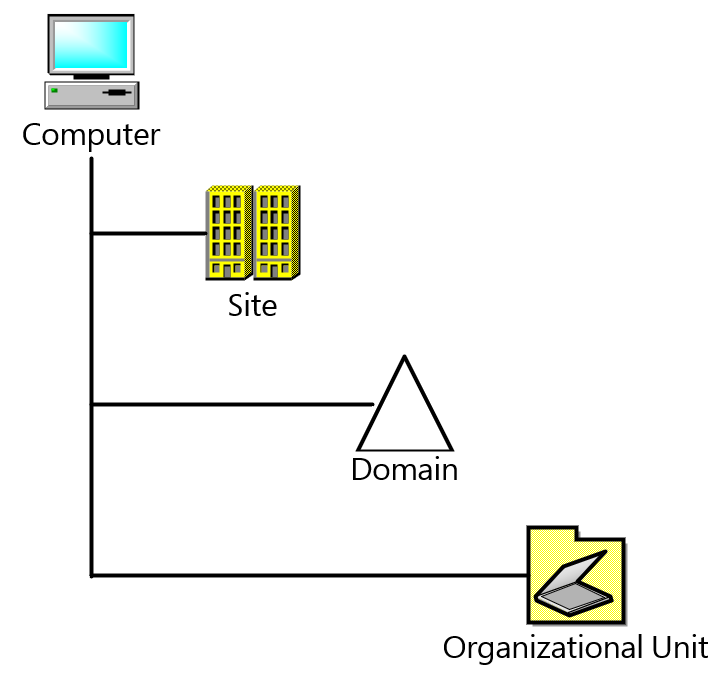 Computer
Site
Domain
Organizational Unit